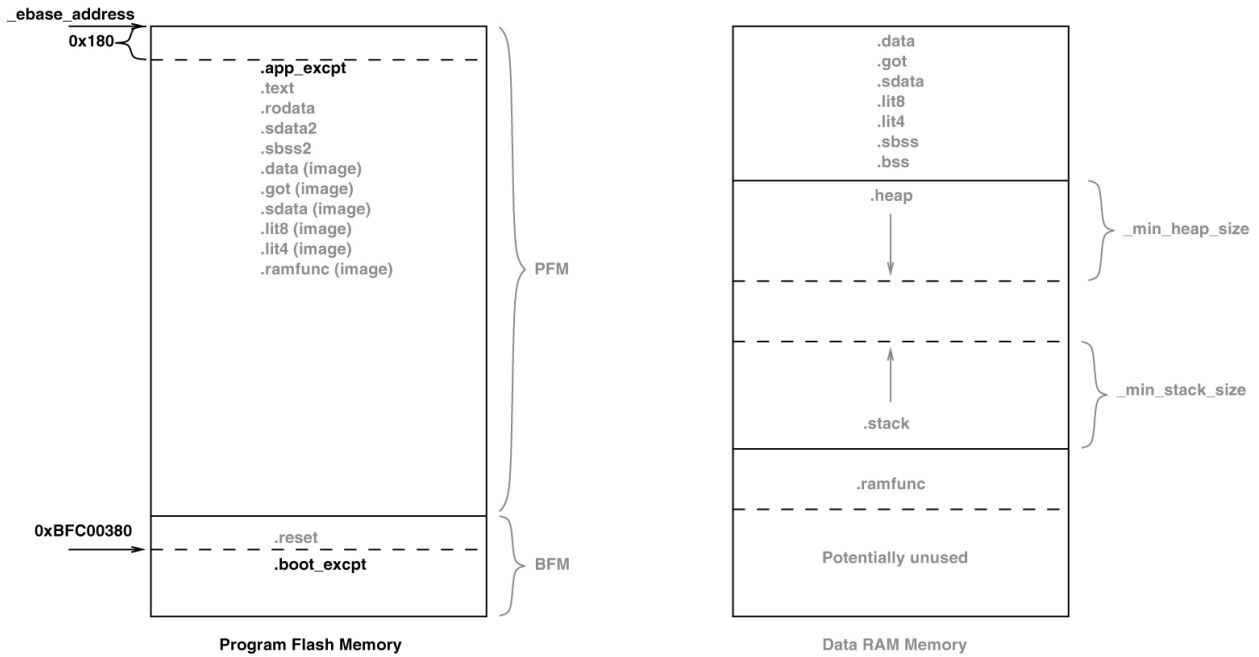 _ebase_address
0x180
.app_excpt
.text
.rodata
.sdata2
.sbss2
.data (image)
.got (image)
.sdata (image)
.lit8 (image)
.lit4 (image)
.ramfunc (image)
PFM
0xBFC00380
.reset
.boot_excpt
BFM
Program Flash Memory
.data
.got
.sdata
.lit8
.lit4
.sbss
.bss
.heap
_min_heap_size
_min_stack_size
.stack
.ramfunc
Potentially unused
Data RAM Memory